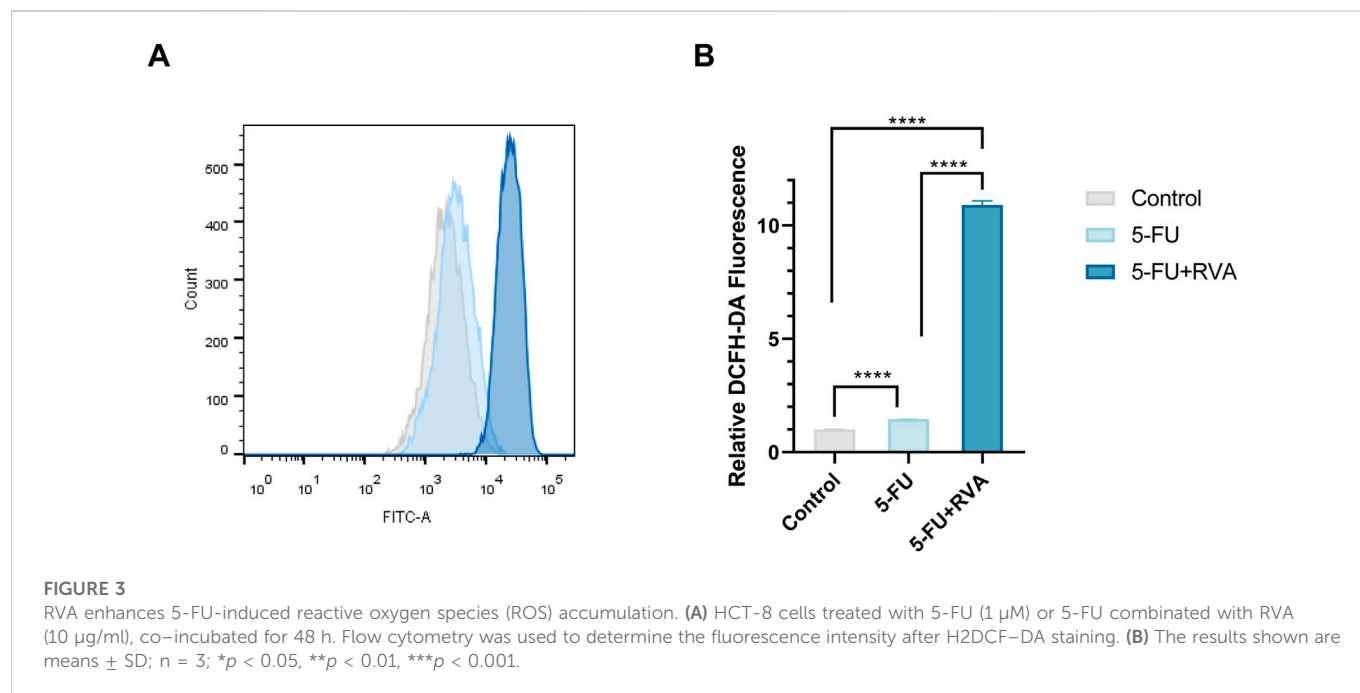 A
500
400
300
200
100
0
Count
10^0 10^1 10^2 10^3 10^4 10^5
FITC-A
B
****
****
****
10
5
0
Relative DCFH-DA Fluorescence
Control
5-FU
5-FU+RVA
Control
5-FU
5-FU+RVA
FIGURE 3
RVA enhances 5-FU-induced reactive oxygen species (ROS) accumulation. (A) HCT-8 cells treated with 5-FU (1 μM) or 5-FU combinated with RVA
(10 μg/ml), co–incubated for 48 h. Flow cytometry was used to determine the fluorescence intensity after H2DCF–DA staining. (B) The results shown are
means ± SD; n = 3; *p < 0.05, **p < 0.01, ***p < 0.001.